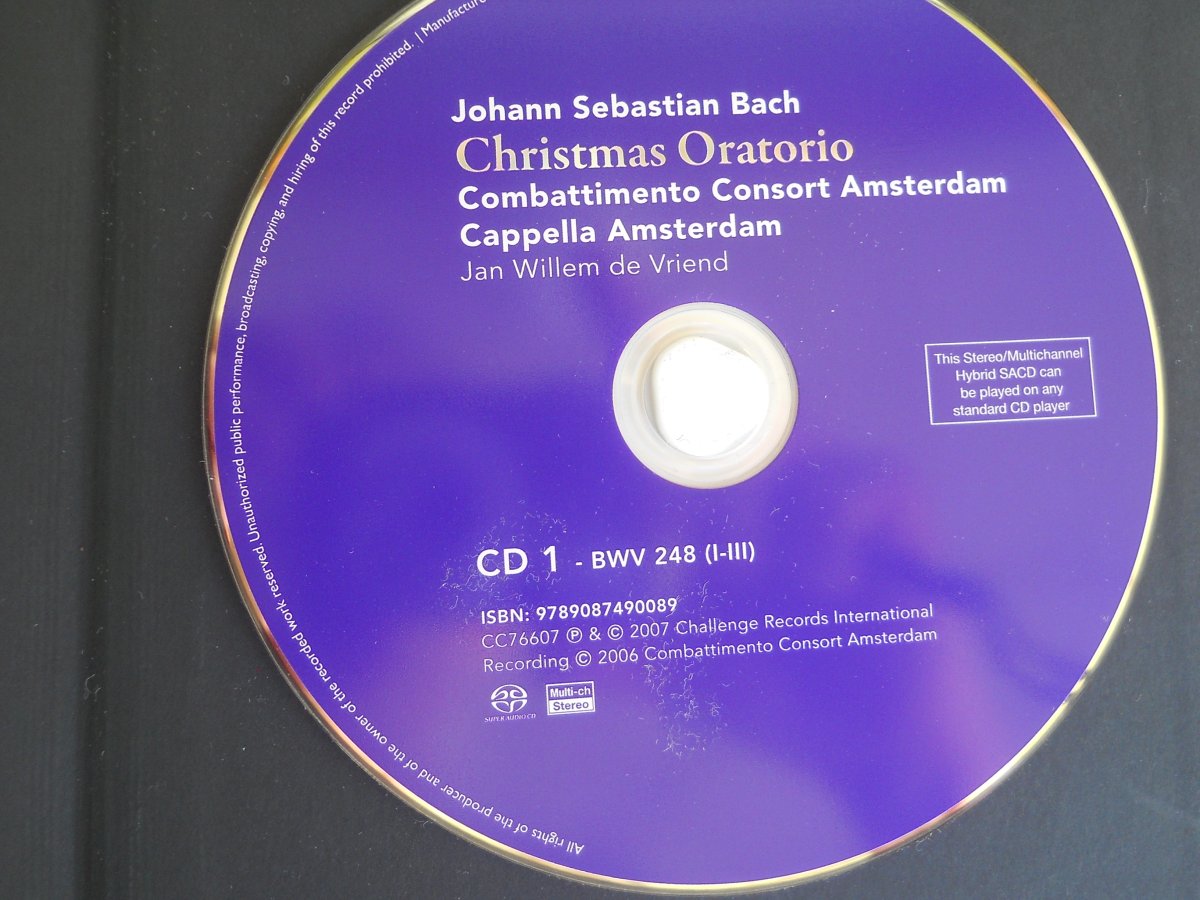 Johann Sebastian Bach
Christmas Oratorio
Combattimento Consort Amsterdam
Cappella Amsterdam
Jan Willem de Vriend
This Stereo/Multichannel
Hybrid SACD can
be played on any
standard CD player
CD 1 - BWV 248 (I-III)
ISBN: 9789087490089
CC76607 ℗ & © 2007 Challenge Records International
Recording © 2006 Combattimento Consort Amsterdam
SUPER AUDIO CD
Multi-ch
Stereo
All rights of the producer and of the owner of the recorded work reserved. Unauthorized public performance, broadcasting, copying, and hiring of this record prohibited. | Manufacture